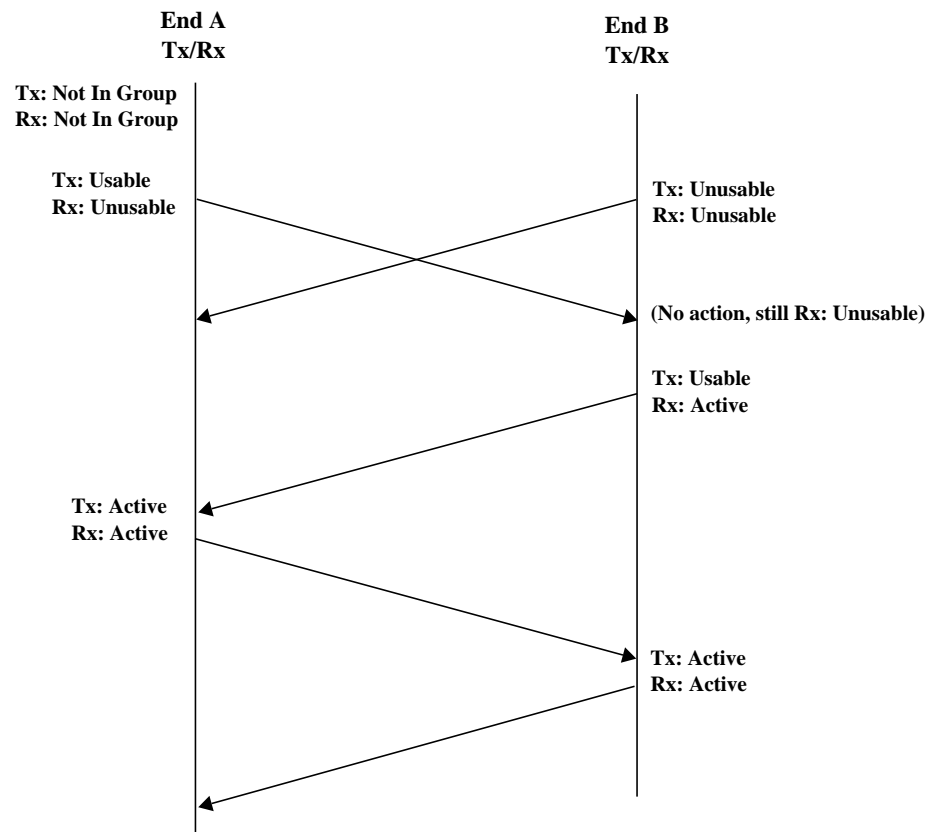 End A
Tx/Rx
End B
Tx/Rx
Tx: Not In Group
Rx: Not In Group
Tx: Usable
Rx: Unusable
Tx: Unusable
Rx: Unusable
(No action, still Rx: Unusable)
Tx: Usable
Rx: Active
Tx: Active
Rx: Active
Tx: Active
Rx: Active